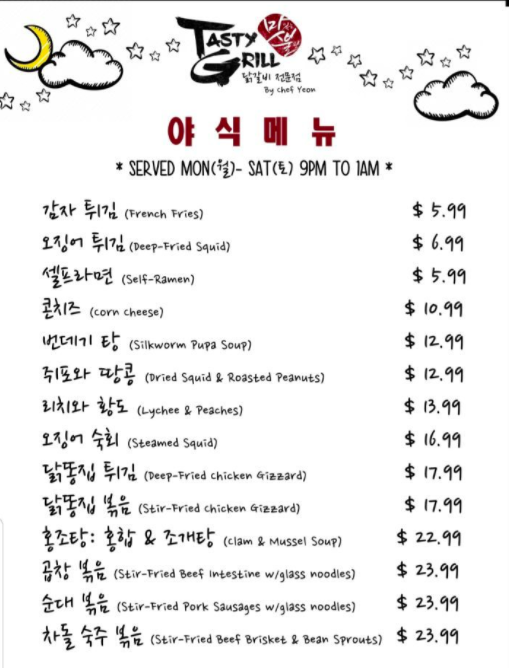 TASTY
GRILL
닭갈비 전문점
By Chef Yeon
야식메뉴
* SERVED MON(월)- SAT(토) 9PM TO 1AM *
감자 튀김 (French Fries) $ 5.99
오징어 튀김 (Deep-Fried Squid) $ 6.99
셀프라면 (Self-Ramen) $ 5.99
콘치즈 (corn cheese) $ 10.99
번데기 탕 (Silkworm Pupa Soup) $ 12.99
쥐포와 땅콩 (Dried Squid & Roasted Peanuts) $ 12.99
리치와 황도 (Lychee & Peaches) $ 13.99
오징어 숙회 (Steamed Squid) $ 16.99
닭똥집 튀김 (Deep-Fried Chicken Gizzard) $ 17.99
닭똥집 볶음 (Stir-Fried Chicken Gizzard) $ 17.99
홍조탕: 홍합 & 조개탕 (Clam & Mussel Soup) $ 22.99
곱창 볶음 (Stir-Fried Beef Intestine w/glass noodles) $ 23.99
순대 볶음 (Stir-Fried Pork Sausages w/glass noodles) $ 23.99
차돌 숙주 볶음 (Stir-Fried Beef Brisket & Bean Sprouts) $ 23.99